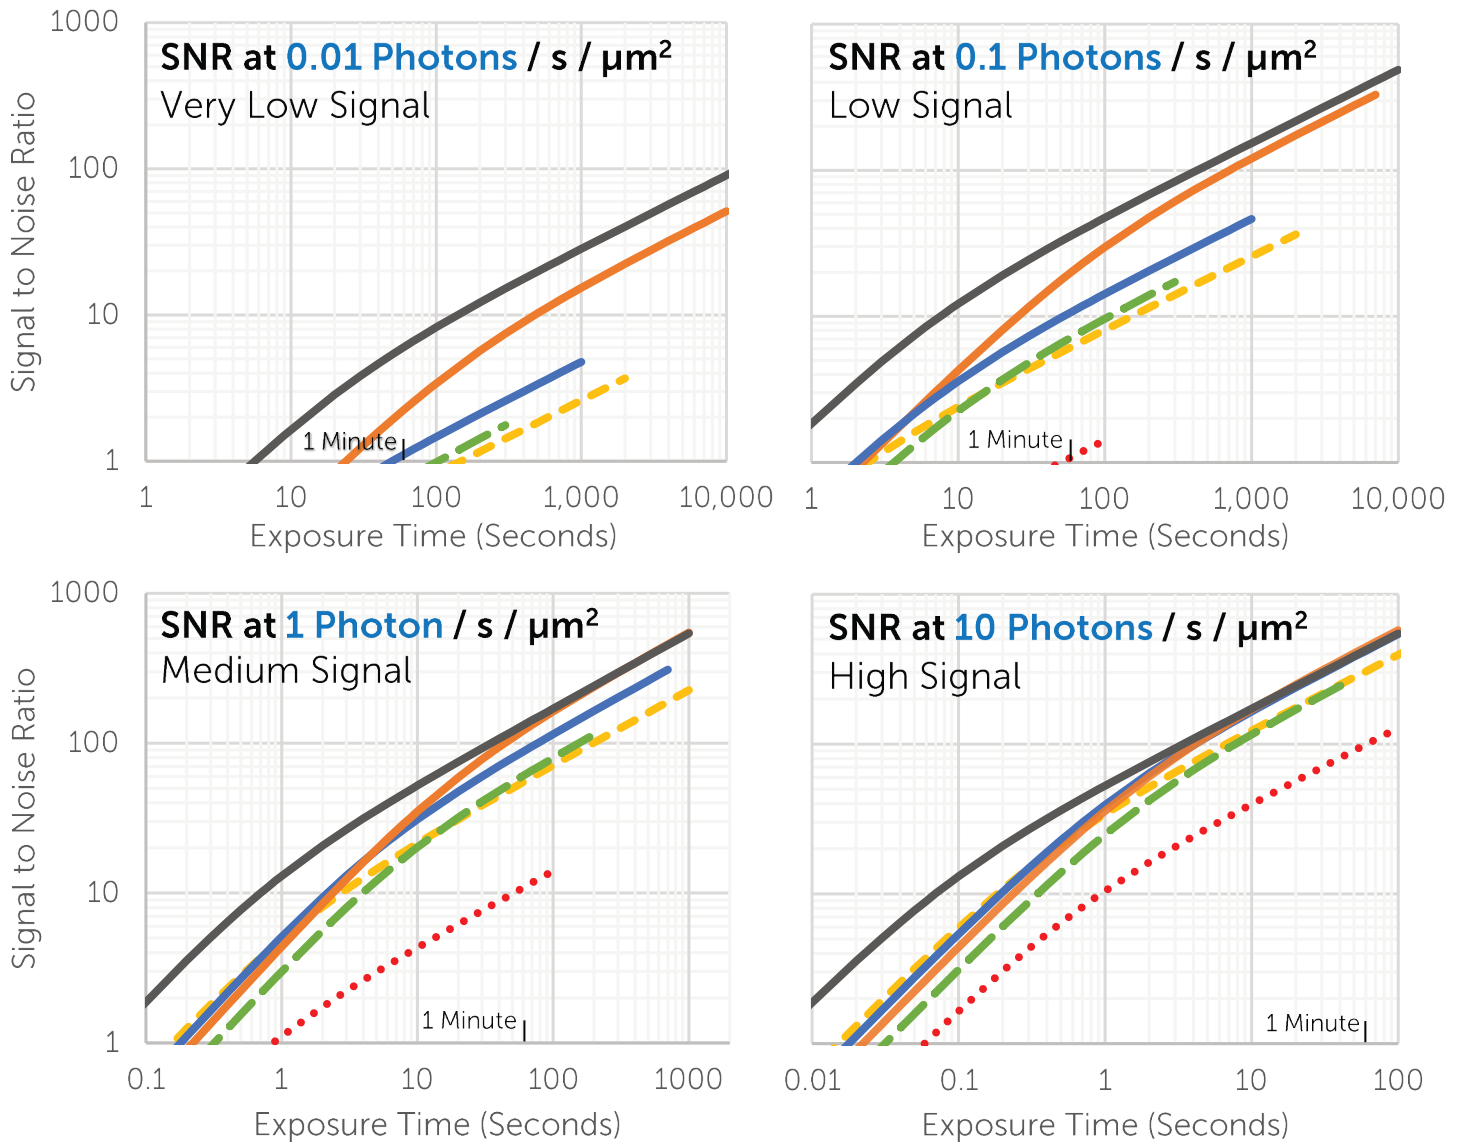 SNR at 0.01 Photons / s / µm²
Very Low Signal
Signal to Noise Ratio
1000
100
10
1
1 Minute
1 10 100 1,000 10,000
Exposure Time (Seconds)
SNR at 0.1 Photons / s / µm²
Low Signal
1 Minute
1 10 100 1,000 10,000
Exposure Time (Seconds)
SNR at 1 Photon / s / µm²
Medium Signal
Signal to Noise Ratio
1000
100
10
1
1 Minute
0.1 1 10 100 1000
Exposure Time (Seconds)
SNR at 10 Photons / s / µm²
High Signal
1 Minute
0.01 0.1 1 10 100
Exposure Time (Seconds)